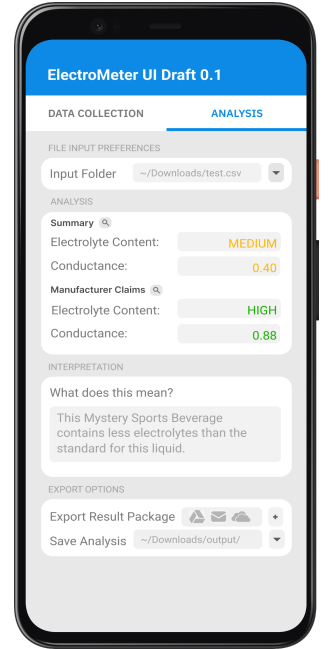 ElectroMeter UI Draft 0.1
DATA COLLECTION ANALYSIS
FILE INPUT PREFERENCES
Input Folder ~/Downloads/test.csv
ANALYSIS
Summary
Electrolyte Content: MEDIUM
Conductance: 0.40
Manufacturer Claims
Electrolyte Content: HIGH
Conductance: 0.88
INTERPRETATION
What does this mean?
This Mystery Sports Beverage
contains less electrolytes than the
standard for this liquid.
EXPORT OPTIONS
Export Result Package +
Save Analysis ~/Downloads/output/